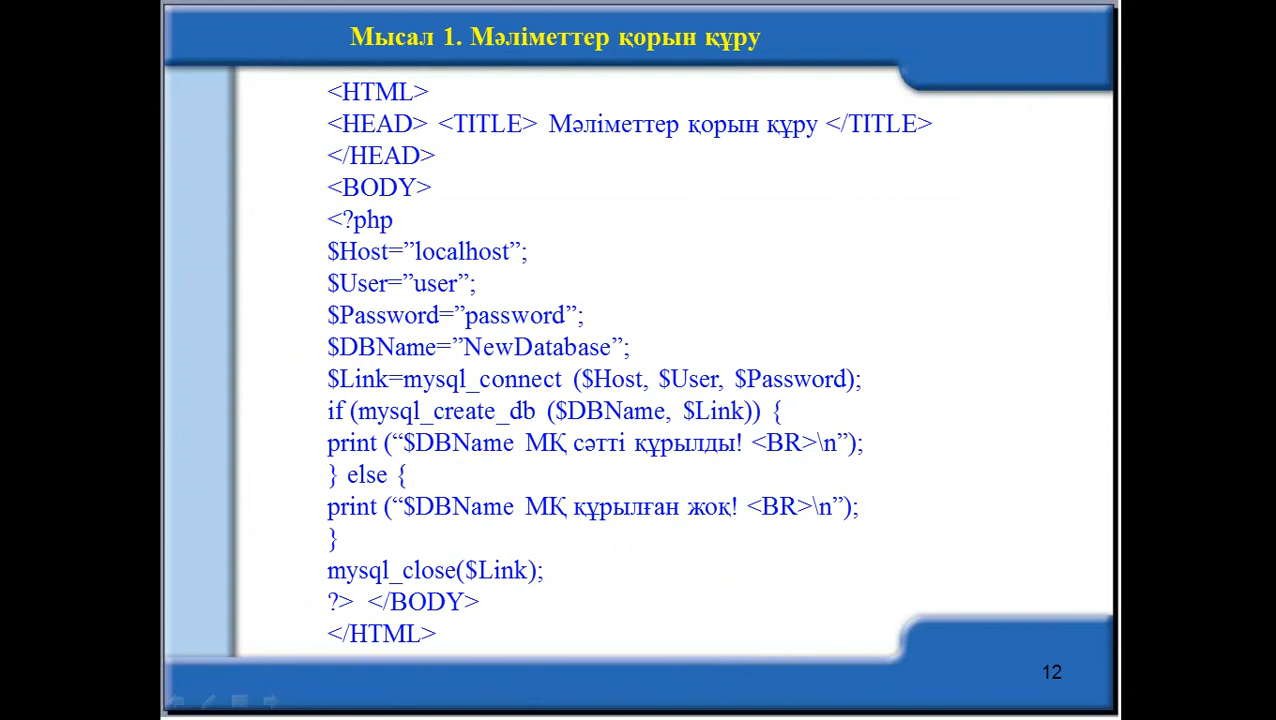 Мысал 1. Мәліметтер қорын құру
<HTML>
<HEAD> <TITLE> Мәліметтер қорын құру </TITLE>
</HEAD>
<BODY>
<?php
$Host=”localhost”;
$User=”user”;
$Password=”password”;
$DBName=”NewDatabase”;
$Link=mysql_connect ($Host, $User, $Password);
if (mysql_create_db ($DBName, $Link)) {
print (“$DBName МҚ сәтті құрылды! <BR>\n”);
} else {
print (“$DBName МҚ құрылған жоқ! <BR>\n”);
}
mysql_close($Link);
?> </BODY>
</HTML>
12